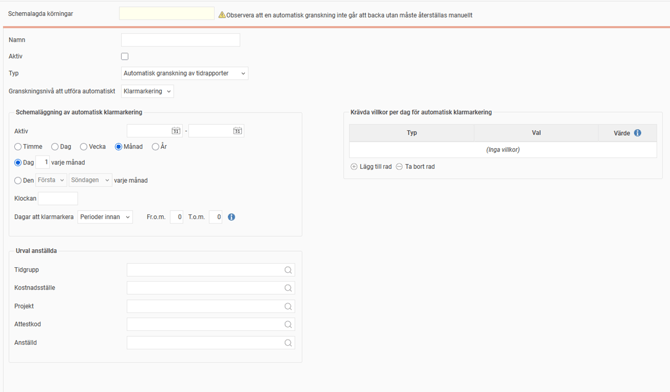 Schemalagda körningar
Observera att en automatisk granskning inte går att backa utan måste återställas manuellt
Namn
Aktiv
Typ Automatisk granskning av tidrapporter
Granskningsnivå att utföra automatiskt Klarmarkering
Schemaläggning av automatisk klarmarkering
Aktiv -
Timme Dag Vecka Månad År
Dag 1 varje månad
Den Första Söndagen varje månad
Klockan
Dagar att klarmarkera Perioder innan Fr.o.m. 0 T.o.m. 0
Urval anställda
Tidgrupp
Kostnadsställe
Projekt
Attestkod
Anställd
Krävda villkor per dag för automatisk klarmarkering
Typ Val Värde
(Inga villkor)
Lägg till rad Ta bort rad